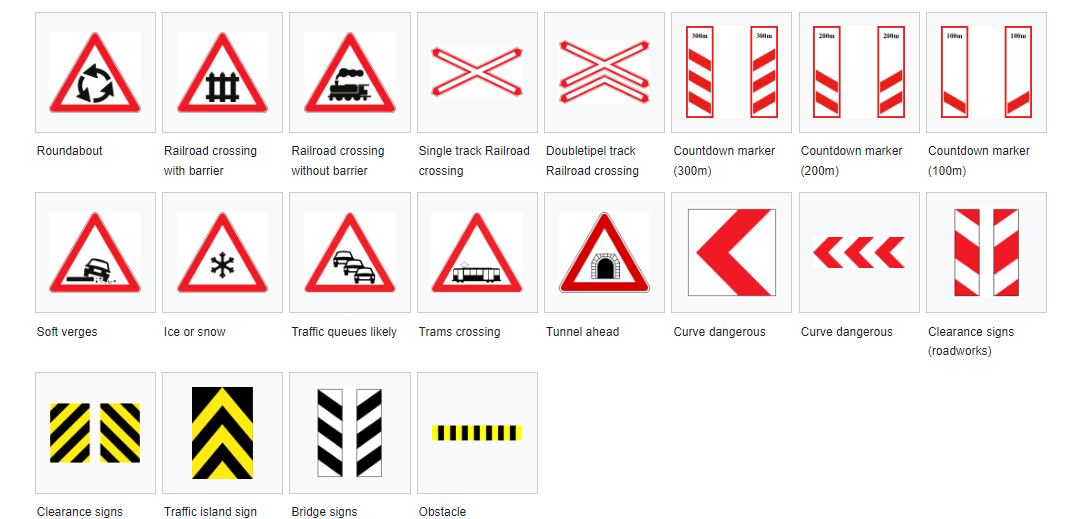 300m 300m 200m 200m 100m 100m
Roundabout
Railroad crossing
with barrier
Railroad crossing
without barrier
Single track Railroad
crossing
Doubletipel track
Railroad crossing
Countdown marker
(300m)
Countdown marker
(200m)
Countdown marker
(100m)
Soft verges
Ice or snow
Traffic queues likely
Trams crossing
Tunnel ahead
Curve dangerous
Curve dangerous
Clearance signs
(roadworks)
Clearance signs
Traffic island sign
Bridge signs
Obstacle